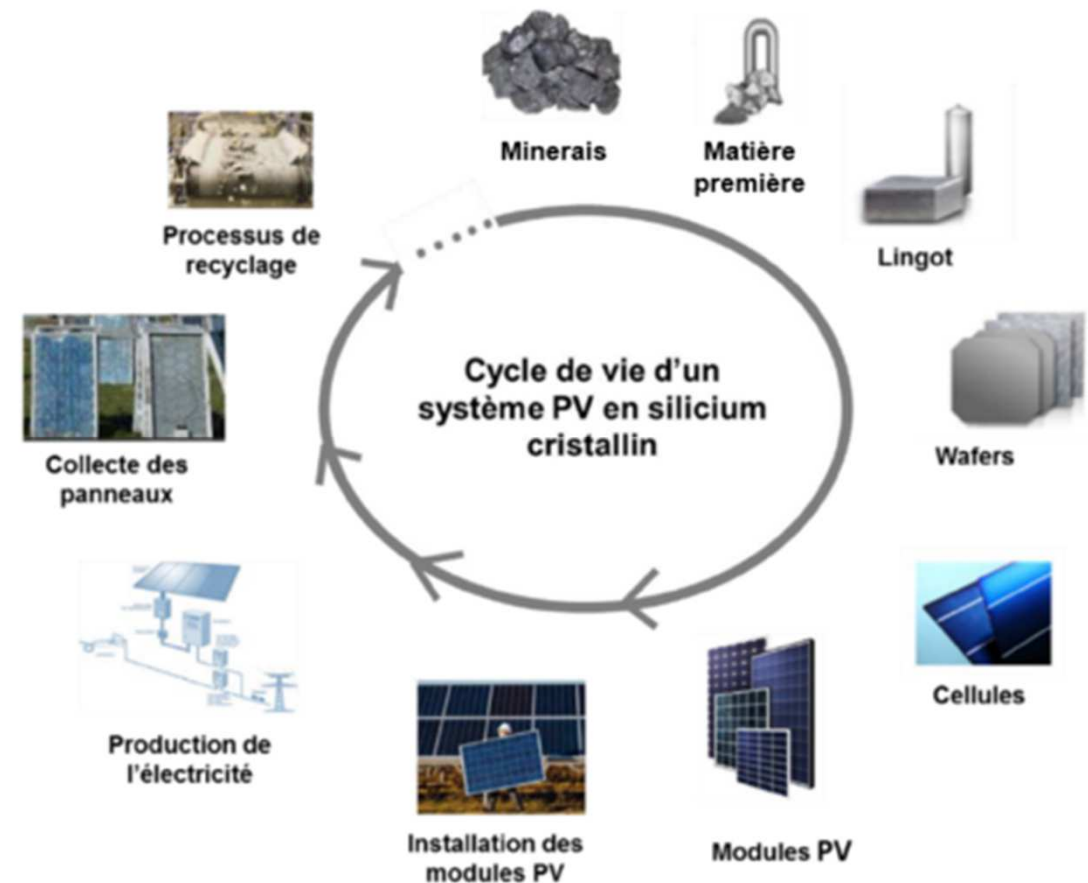 Minerais
Matière
première
Lingot
Wafers
Cellules
Modules PV
Installation des
modules PV
Production de
l'électricité
Collecte des
panneaux
Processus de
recyclage
Cycle de vie d'un
système PV en silicium
cristallin